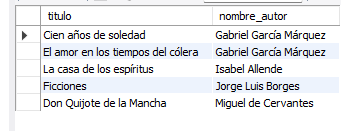 titulo nombre_autor
Cien años de soledad Gabriel García Márquez
El amor en los tiempos del cólera Gabriel García Márquez
La casa de los espíritus Isabel Allende
Ficciones Jorge Luis Borges
Don Quijote de la Mancha Miguel de Cervantes